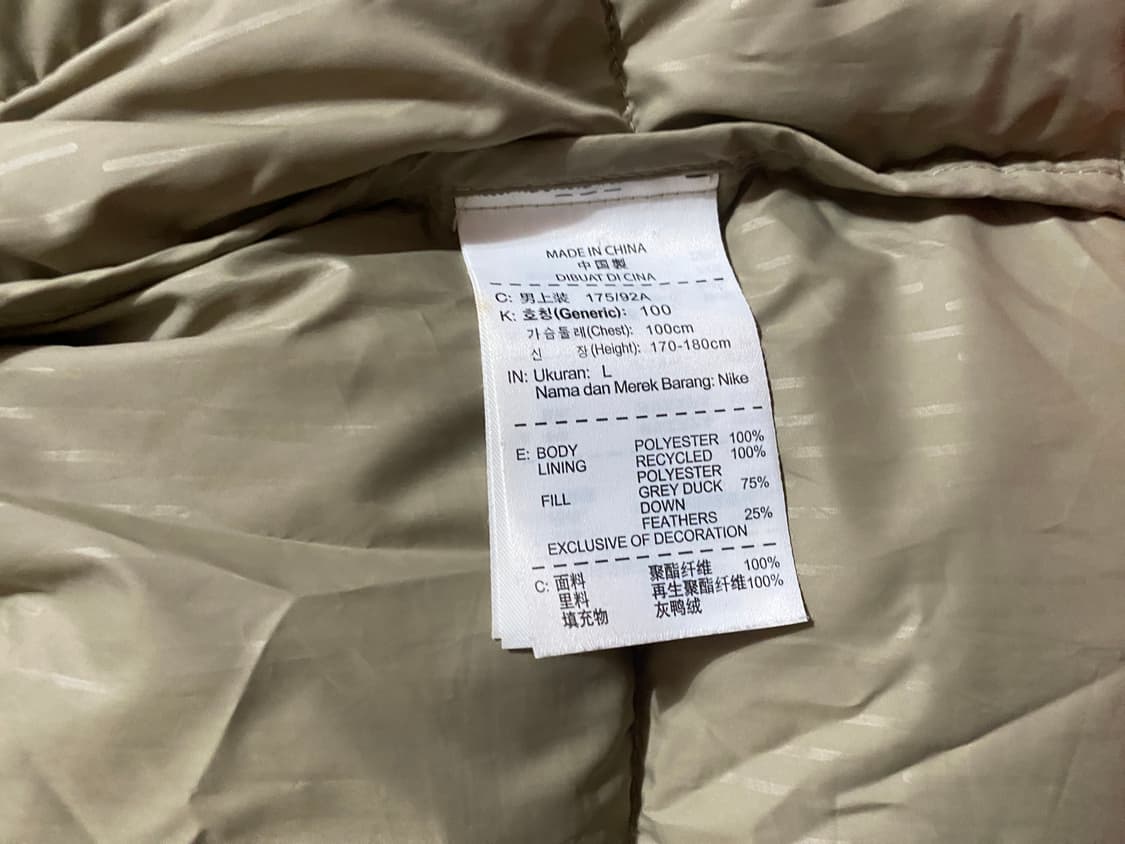 MADE IN CHINA
中国製
DIBUAT DI CINA
C: 男上装 175/92A
K: 호칭(Generic): 100
가슴둘레(Chest): 100cm
신 장(Height): 170-180cm
IN: Ukuran: L
Nama dan Merek Barang: Nike
E: BODY POLYESTER 100%
LINING RECYCLED 100%
POLYESTER
FILL GREY DUCK 75%
DOWN
FEATHERS 25%
EXCLUSIVE OF DECORATION
C: 面料 聚酯纤维 100%
里料 再生聚酯纤维100%
填充物 灰鸭绒